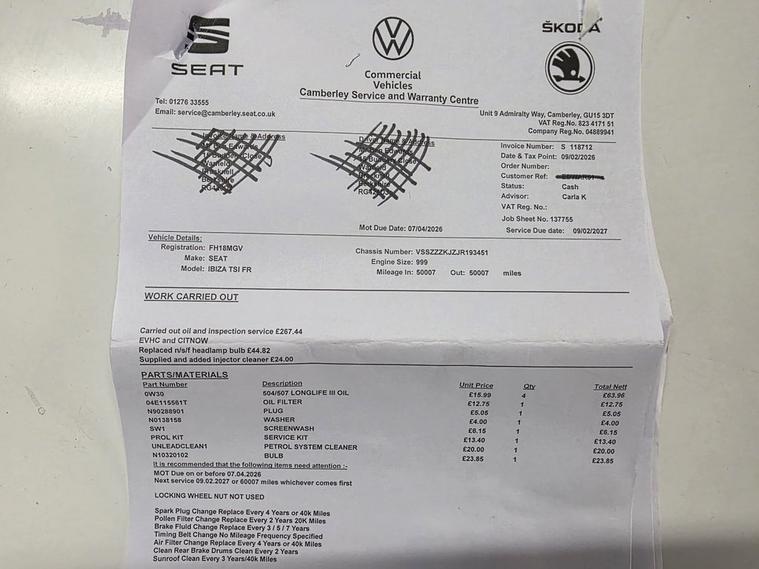 SEAT
Commercial
Vehicles
Camberley Service and Warranty Centre
ŠKODA
Tel: 01276 33555
Email: service@camberley.seat.co.uk
Unit 9 Admiralty Way, Camberley, GU15 3DT
VAT Reg.No. 823 4171 51
Company Reg.No. 04889941
Invoice Number: S 118712
Date & Tax Point: 09/02/2026
Order Number:
Customer Ref:
Status: Cash
Advisor: Carla K
VAT Reg. No.:
Job Sheet No. 137755
Mot Due Date: 07/04/2026
Service Due date: 09/02/2027
Vehicle Details:
Registration: FH18MGV
Make: SEAT
Model: IBIZA TSI FR
Chassis Number: VSSZZZKJZJR193451
Engine Size: 999
Mileage In: 50007 Out: 50007 miles
WORK CARRIED OUT
Carried out oil and inspection service £267.44
EVHC and CITNOW
Replaced n/s/f headlamp bulb £44.82
Supplied and added injector cleaner £24.00
PARTS/MATERIALS
Part Number Description Unit Price Qty Total Nett
0W30 504/507 LONGLIFE III OIL £15.99 4 £63.96
04E115561T OIL FILTER £12.75 1 £12.75
N90288901 PLUG £5.05 1 £5.05
N0138158 WASHER £4.00 1 £4.00
SW1 SCREENWASH £6.15 1 £6.15
PROL KIT SERVICE KIT £13.40 1 £13.40
UNLEADCLEAN1 PETROL SYSTEM CLEANER £20.00 1 £20.00
N10320102 BULB £23.85 1 £23.85
It is recommended that the following items need attention :-
MOT Due on or before 07.04.2026
Next service 09.02.2027 or 60007 miles whichever comes first
LOCKING WHEEL NUT NOT USED
Spark Plug Change Replace Every 4 Years or 40k Miles
Pollen Filter Change Replace Every 2 Years 20K Miles
Brake Fluid Change Replace Every 3 / 5 / 7 Years
Timing Belt Change No Mileage Frequency Specified
Air Filter Change Replace Every 4 Years or 40k Miles
Clean Rear Brake Drums Clean Every 2 Years
Sunroof Clean Every 3 Years/40k Miles